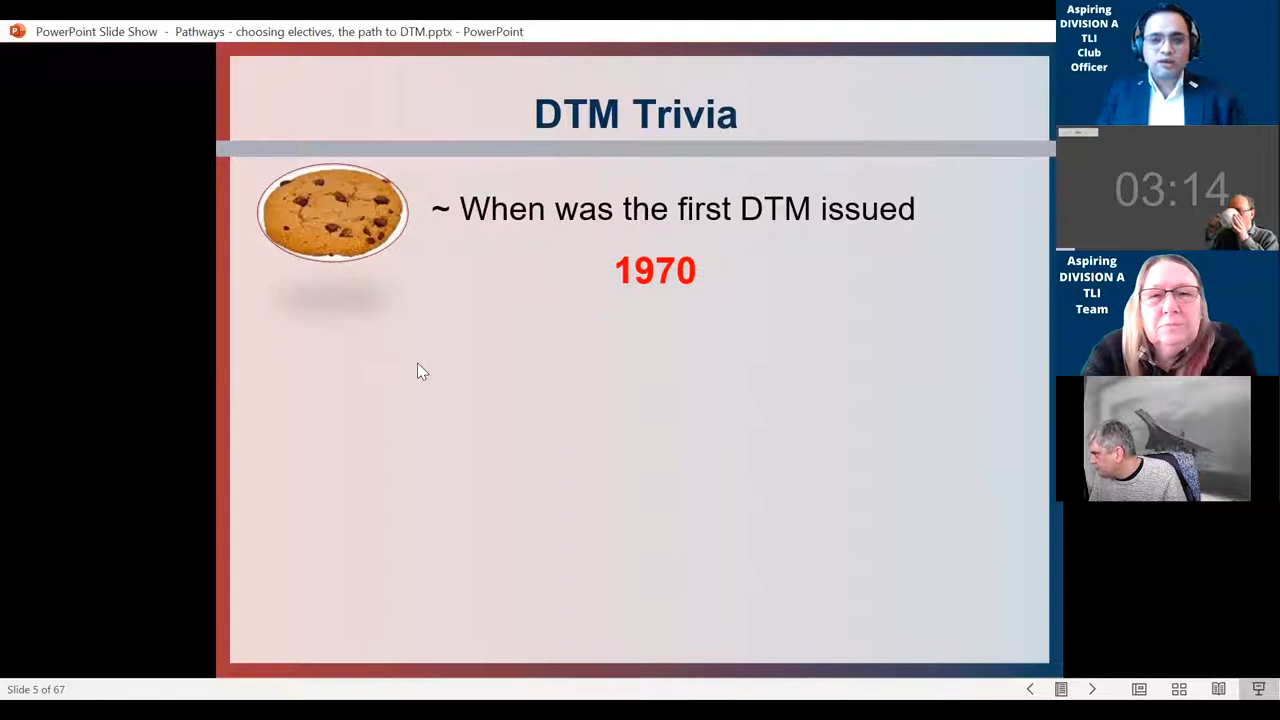 PowerPoint Slide Show - Pathways - choosing electives, the path to DTM.pptx - PowerPoint
DTM Trivia
~ When was the first DTM issued
1970
Aspiring
DIVISION A
TLI
Club
Officer
03:14
Aspiring
DIVISION A
TLI
Team
Slide 5 of 67